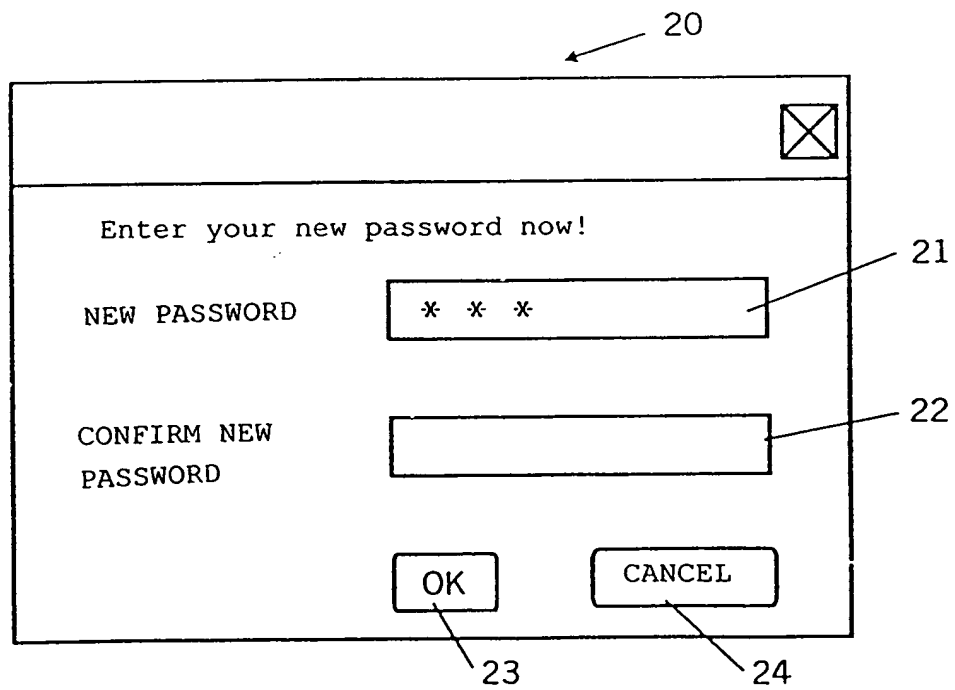 20
Enter your new password now!
21
NEW PASSWORD * * *
22
CONFIRM NEW
PASSWORD
OK CANCEL
23 24